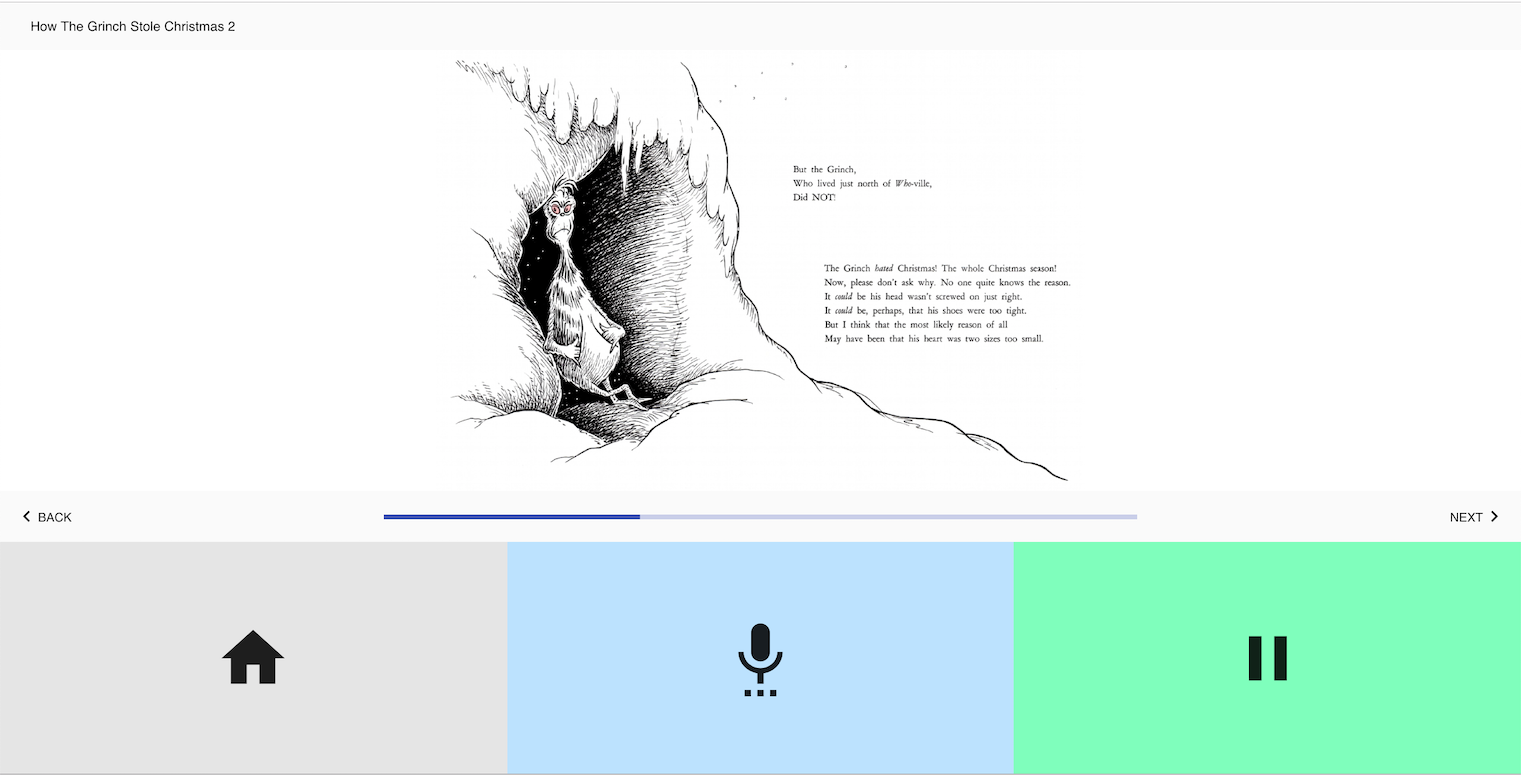 How The Grinch Stole Christmas 2
But the Grinch,
Who lived just north of Who-ville,
Did NOT!
The Grinch hated Christmas! The whole Christmas season!
Now, please don't ask why. No one quite knows the reason.
It could be his head wasn't screwed on just right.
It could be, perhaps, that his shoes were too tight.
But I think that the most likely reason of all
May have been that his heart was two sizes too small.
BACK
NEXT